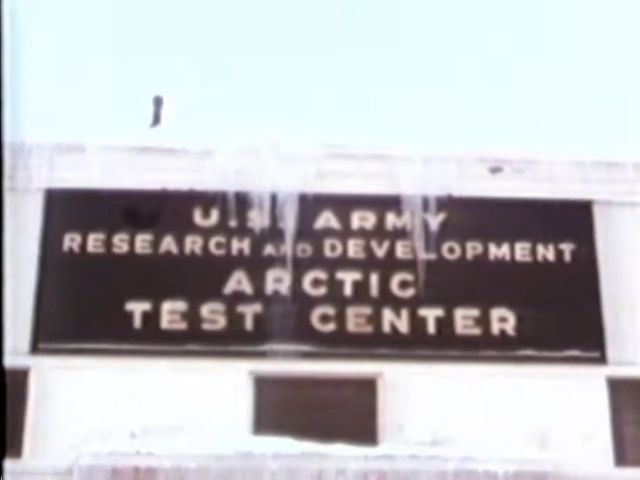 U.S. ARMY
RESEARCH AND DEVELOPMENT
ARCTIC
TEST CENTER